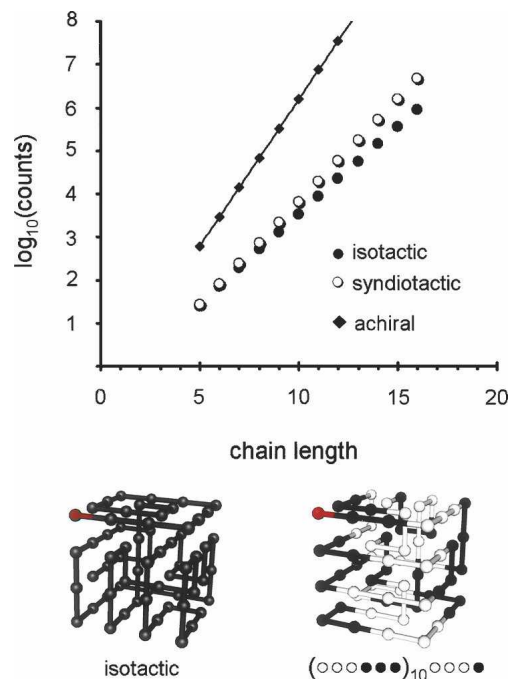 8
7
6
5
4
3
2
1
log₁₀(counts)
isotactic
syndiotactic
achiral
0 5 10 15 20
chain length
isotactic
(○○○●●●)₁₀○○○●